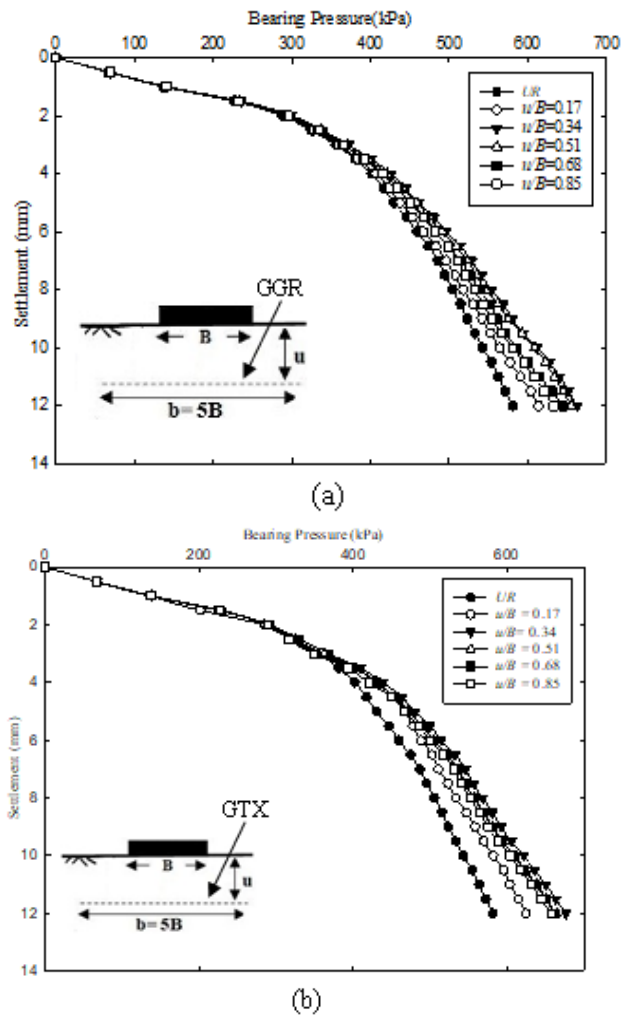 Bearing Pressure(kPa)
0 100 200 300 400 500 600 700
0
2
4
6
8
10
12
14
Settlement (mm)
UR
u/B=0.17
u/B=0.34
u/B=0.51
u/B=0.68
u/B=0.85
GGR
B
u
b= 5B
(a)
Bearing Pressure (kPa)
0 200 400 600
0
2
4
6
8
10
12
14
Settlement (mm)
UR
u/B = 0.17
u/B= 0.34
u/B = 0.51
u/B = 0.68
u/B = 0.85
GTX
B
u
b=5B
(b)